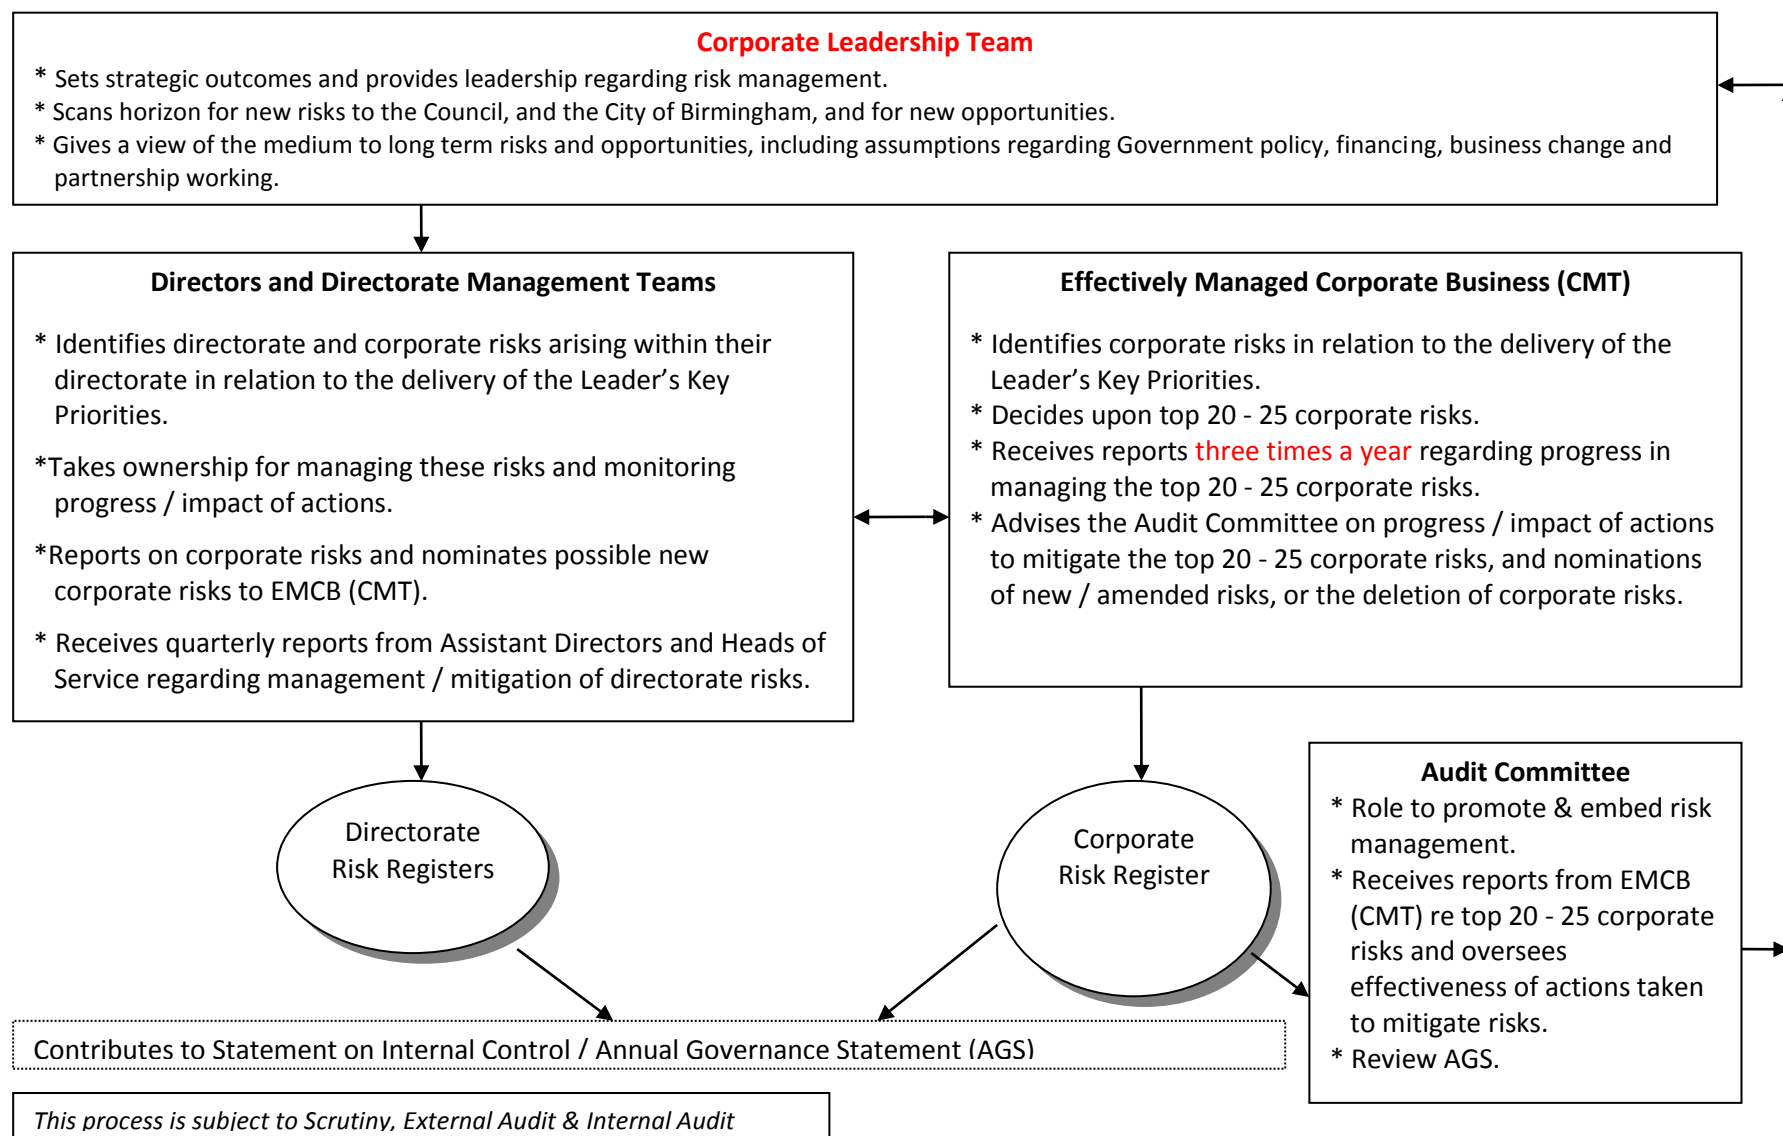 Corporate Leadership Team
* Sets strategic outcomes and provides leadership regarding risk management.
* Scans horizon for new risks to the Council, and the City of Birmingham, and for new opportunities.
* Gives a view of the medium to long term risks and opportunities, including assumptions regarding Government policy, financing, business change and
partnership working.
Directors and Directorate Management Teams
* Identifies directorate and corporate risks arising within their
directorate in relation to the delivery of the Leader’s Key
Priorities.
*Takes ownership for managing these risks and monitoring
progress / impact of actions.
*Reports on corporate risks and nominates possible new
corporate risks to EMCB (CMT).
* Receives quarterly reports from Assistant Directors and Heads of
Service regarding management / mitigation of directorate risks.
Effectively Managed Corporate Business (CMT)
* Identifies corporate risks in relation to the delivery of the
Leader’s Key Priorities.
* Decides upon top 20 - 25 corporate risks.
* Receives reports three times a year regarding progress in
managing the top 20 - 25 corporate risks.
* Advises the Audit Committee on progress / impact of actions
to mitigate the top 20 - 25 corporate risks, and nominations
of new / amended risks, or the deletion of corporate risks.
Directorate
Risk Registers
Corporate
Risk Register
Audit Committee
* Role to promote & embed risk
management.
* Receives reports from EMCB
(CMT) re top 20 - 25 corporate
risks and oversees
effectiveness of actions taken
to mitigate risks.
* Review AGS.
Contributes to Statement on Internal Control / Annual Governance Statement (AGS)
This process is subject to Scrutiny, External Audit & Internal Audit